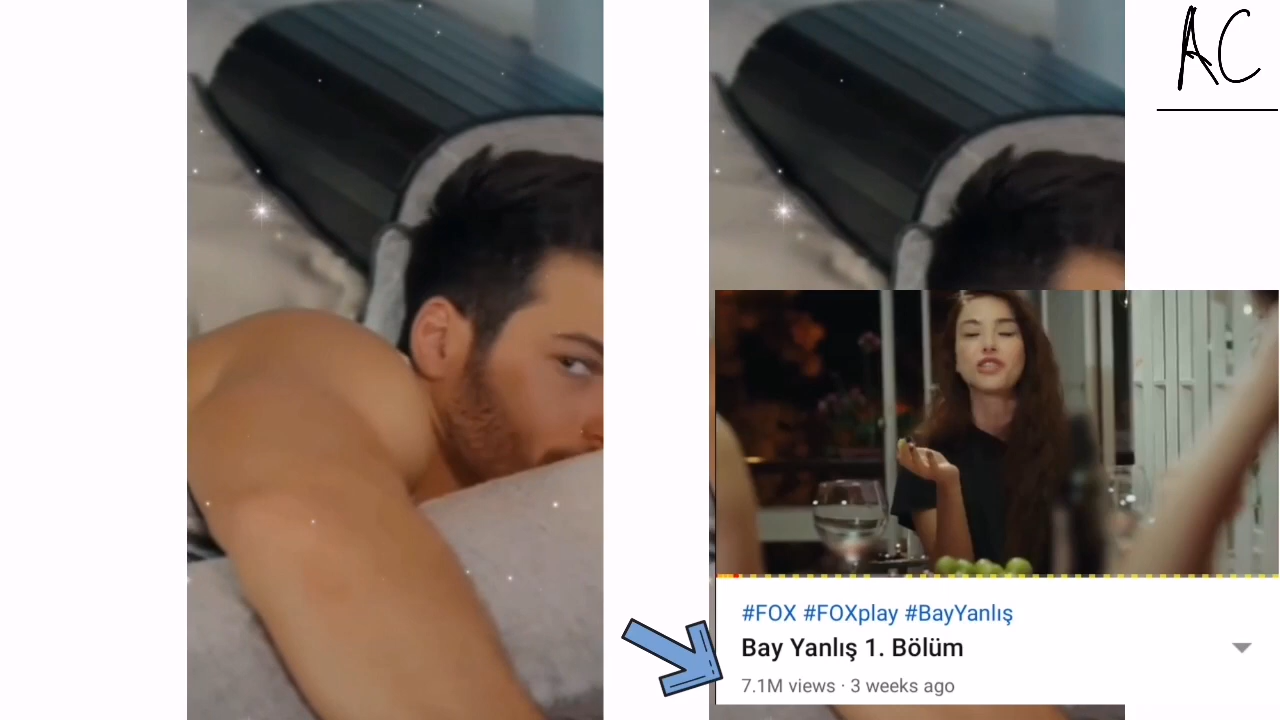 AC
#FOX #FOXplay #BayYanlış
Bay Yanlış 1. Bölüm
7.1M views · 3 weeks ago